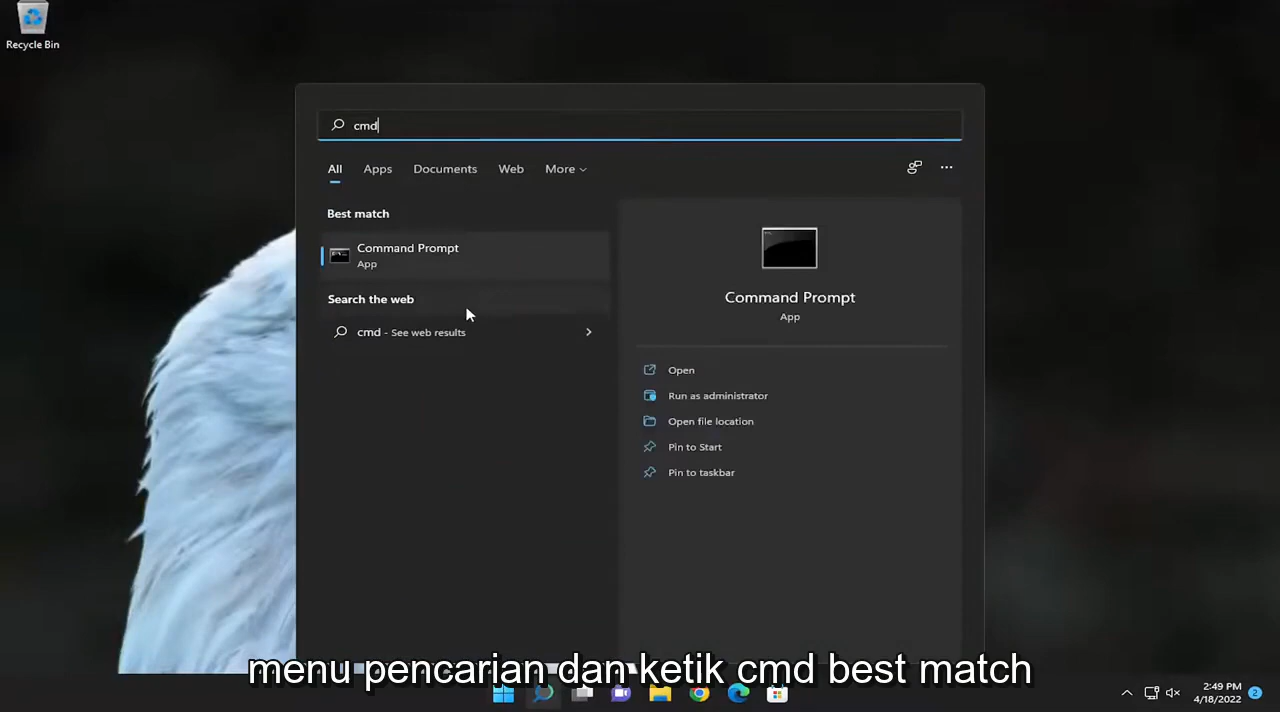 Recycle Bin
cmd
All Apps Documents Web More
Best match
Command Prompt
App
Search the web
cmd - See web results
Command Prompt
App
Open
Run as administrator
Open file location
Pin to Start
Pin to taskbar
menu pencarian dan ketik cmd best match
2:49 PM
4/18/2022
2